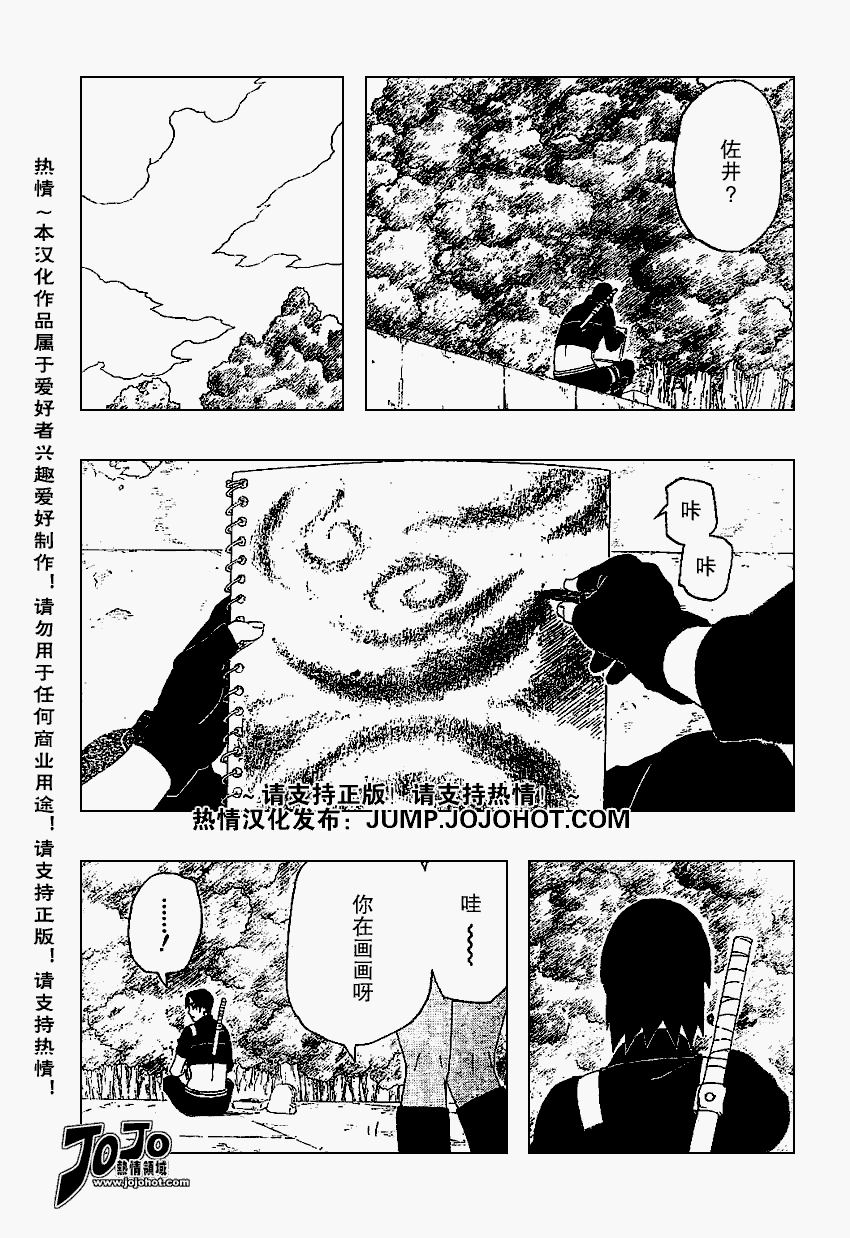 佐井？
咔
咔
~ 请支持正版！请支持热情！
热情汉化发布：JUMP.JOJOHOT.COM
哇
你在画画呀
……！
热情~本汉化作品属于爱好者兴趣爱好制作！请勿用于任何商业用途！请支持正版！请支持热情！
JOJO
熱情領域
www.jojohot.com